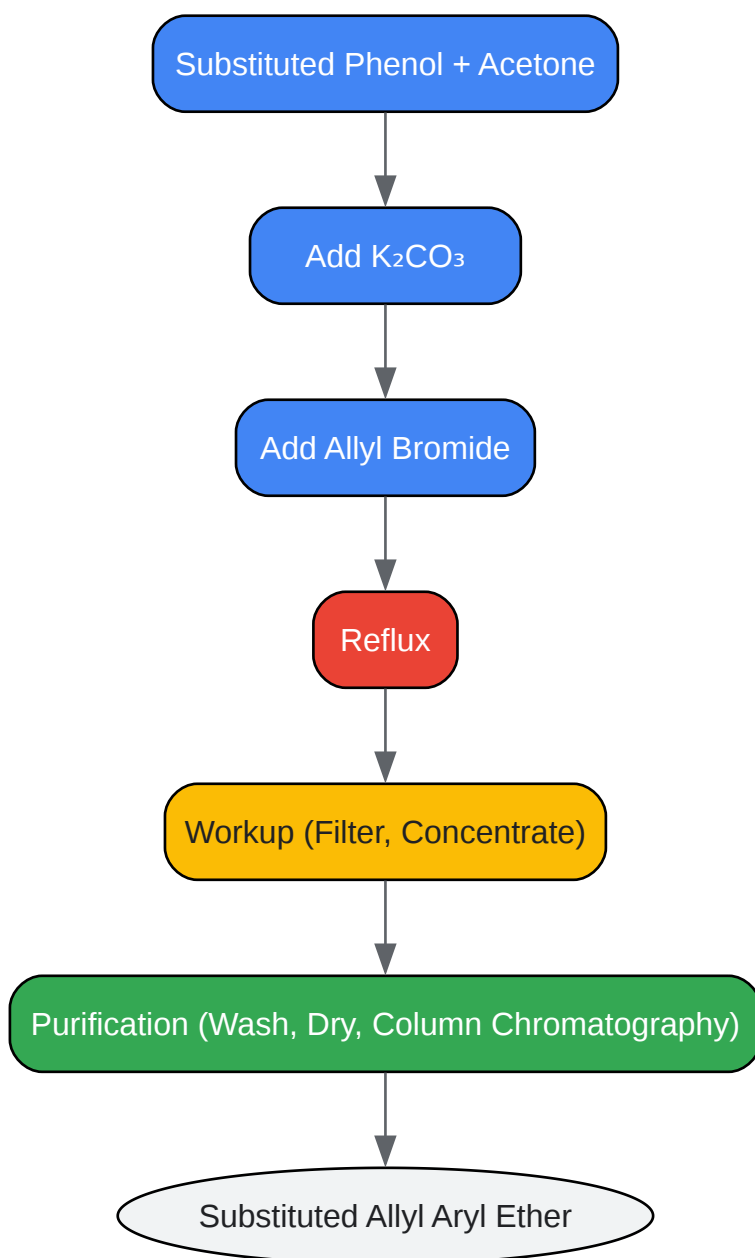 Substituted Phenol + Acetone
Add K₂CO₃
Add Allyl Bromide
Reflux
Workup (Filter, Concentrate)
Purification (Wash, Dry, Column Chromatography)
Substituted Allyl Aryl Ether